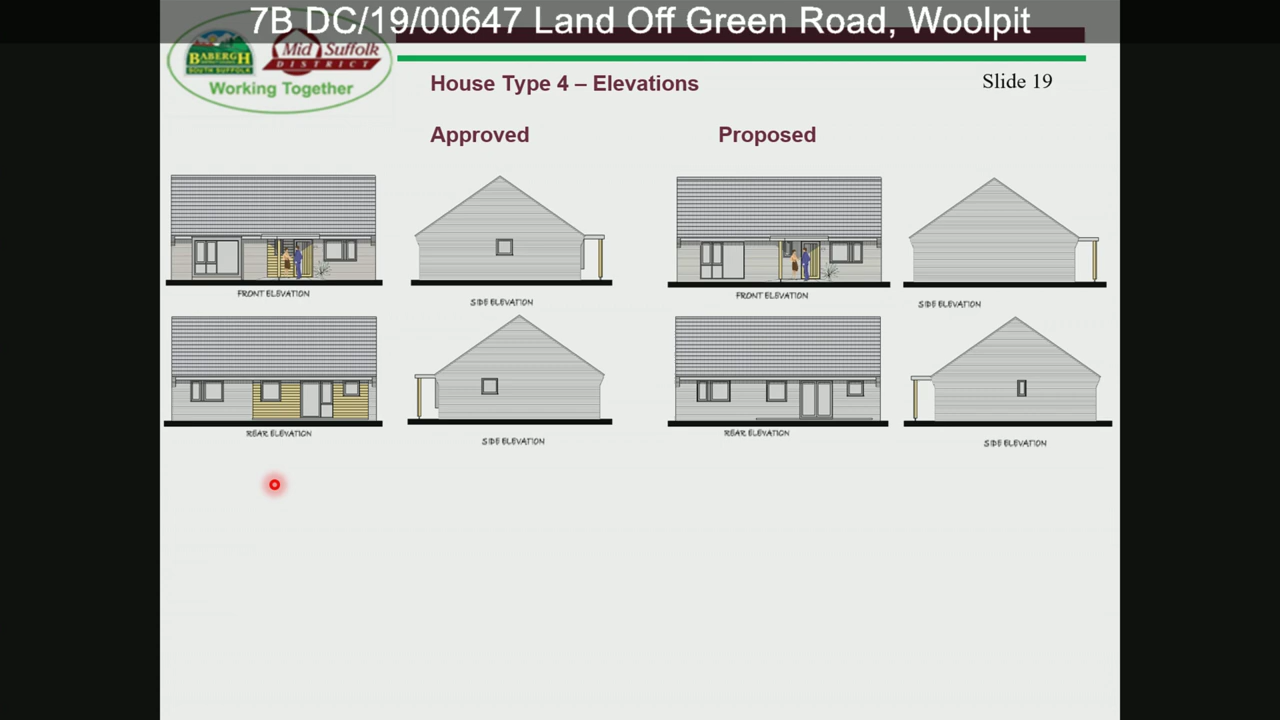 7B DC/19/00647 Land Off Green Road, Woolpit
BABERGH
SOUTH SUFFOLK
Mid Suffolk
DISTRICT
Working Together
House Type 4 – Elevations
Slide 19
Approved
Proposed
FRONT ELEVATION
SIDE ELEVATION
FRONT ELEVATION
SIDE ELEVATION
REAR ELEVATION
SIDE ELEVATION
REAR ELEVATION
SIDE ELEVATION